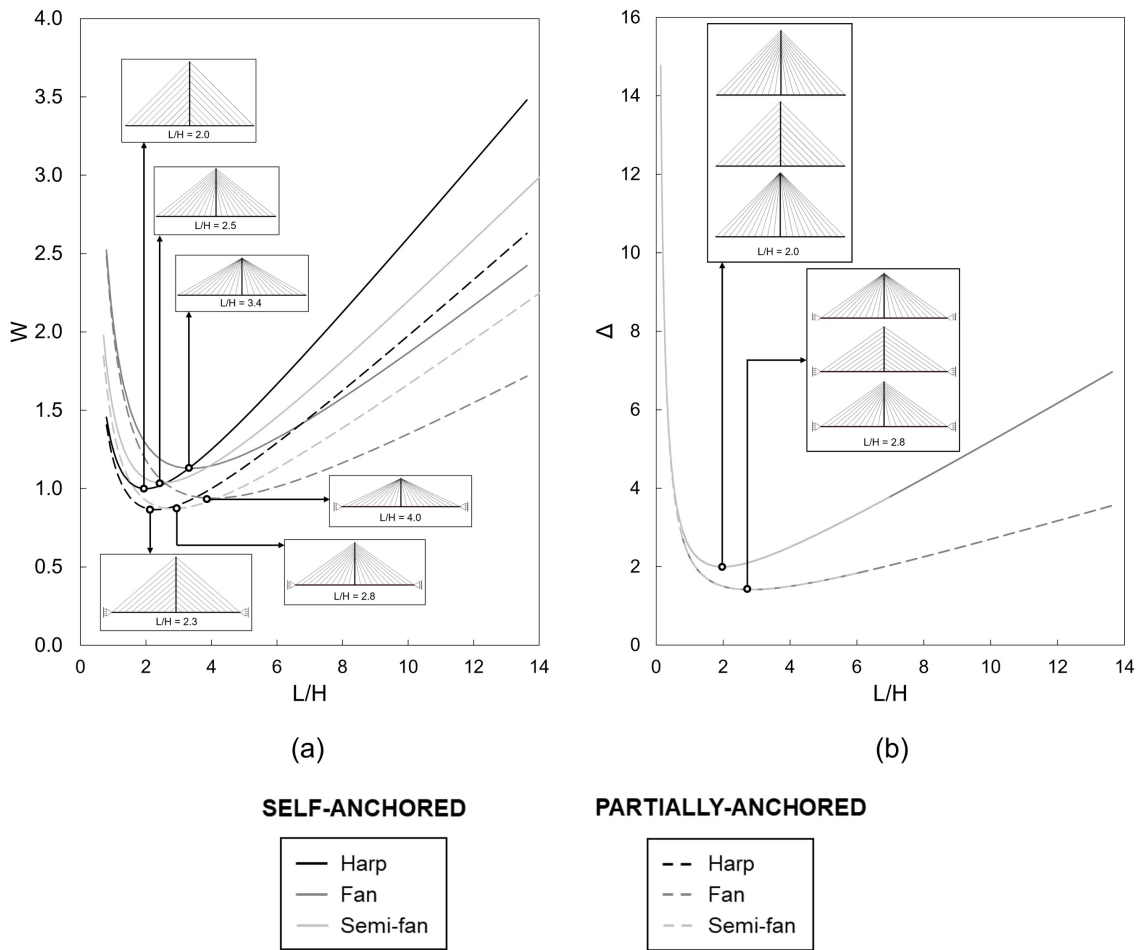 4.0
3.5
3.0
2.5
2.0
1.5
1.0
0.5
0.0
W
0 2 4 6 8 10 12 14
L/H
L/H = 2.0
L/H = 2.5
L/H = 3.4
L/H = 4.0
L/H = 2.8
L/H = 2.3
(a)
16
14
12
10
8
6
4
2
0
Δ
0 2 4 6 8 10 12 14
L/H
L/H = 2.0
L/H = 2.8
(b)
SELF-ANCHORED
Harp
Fan
Semi-fan
PARTIALLY-ANCHORED
Harp
Fan
Semi-fan